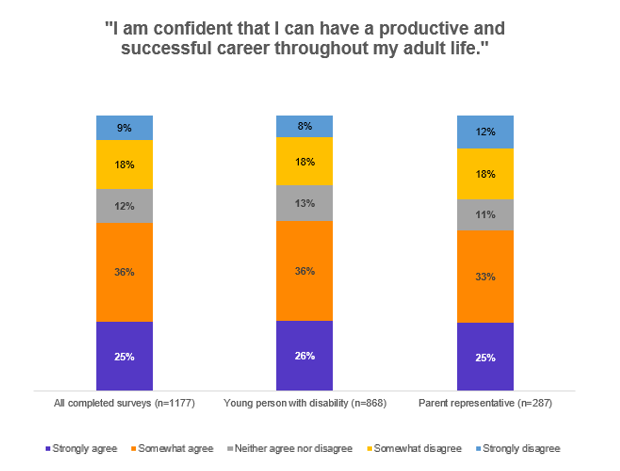 "I am confident that I can have a productive and
successful career throughout my adult life."
9% 8% 12%
18% 18% 18%
12% 13% 11%
36% 36% 33%
25% 26% 25%
All completed surveys (n=1177) Young person with disability (n=868) Parent representative (n=287)
Strongly agree Somewhat agree Neither agree nor disagree Somewhat disagree Strongly disagree